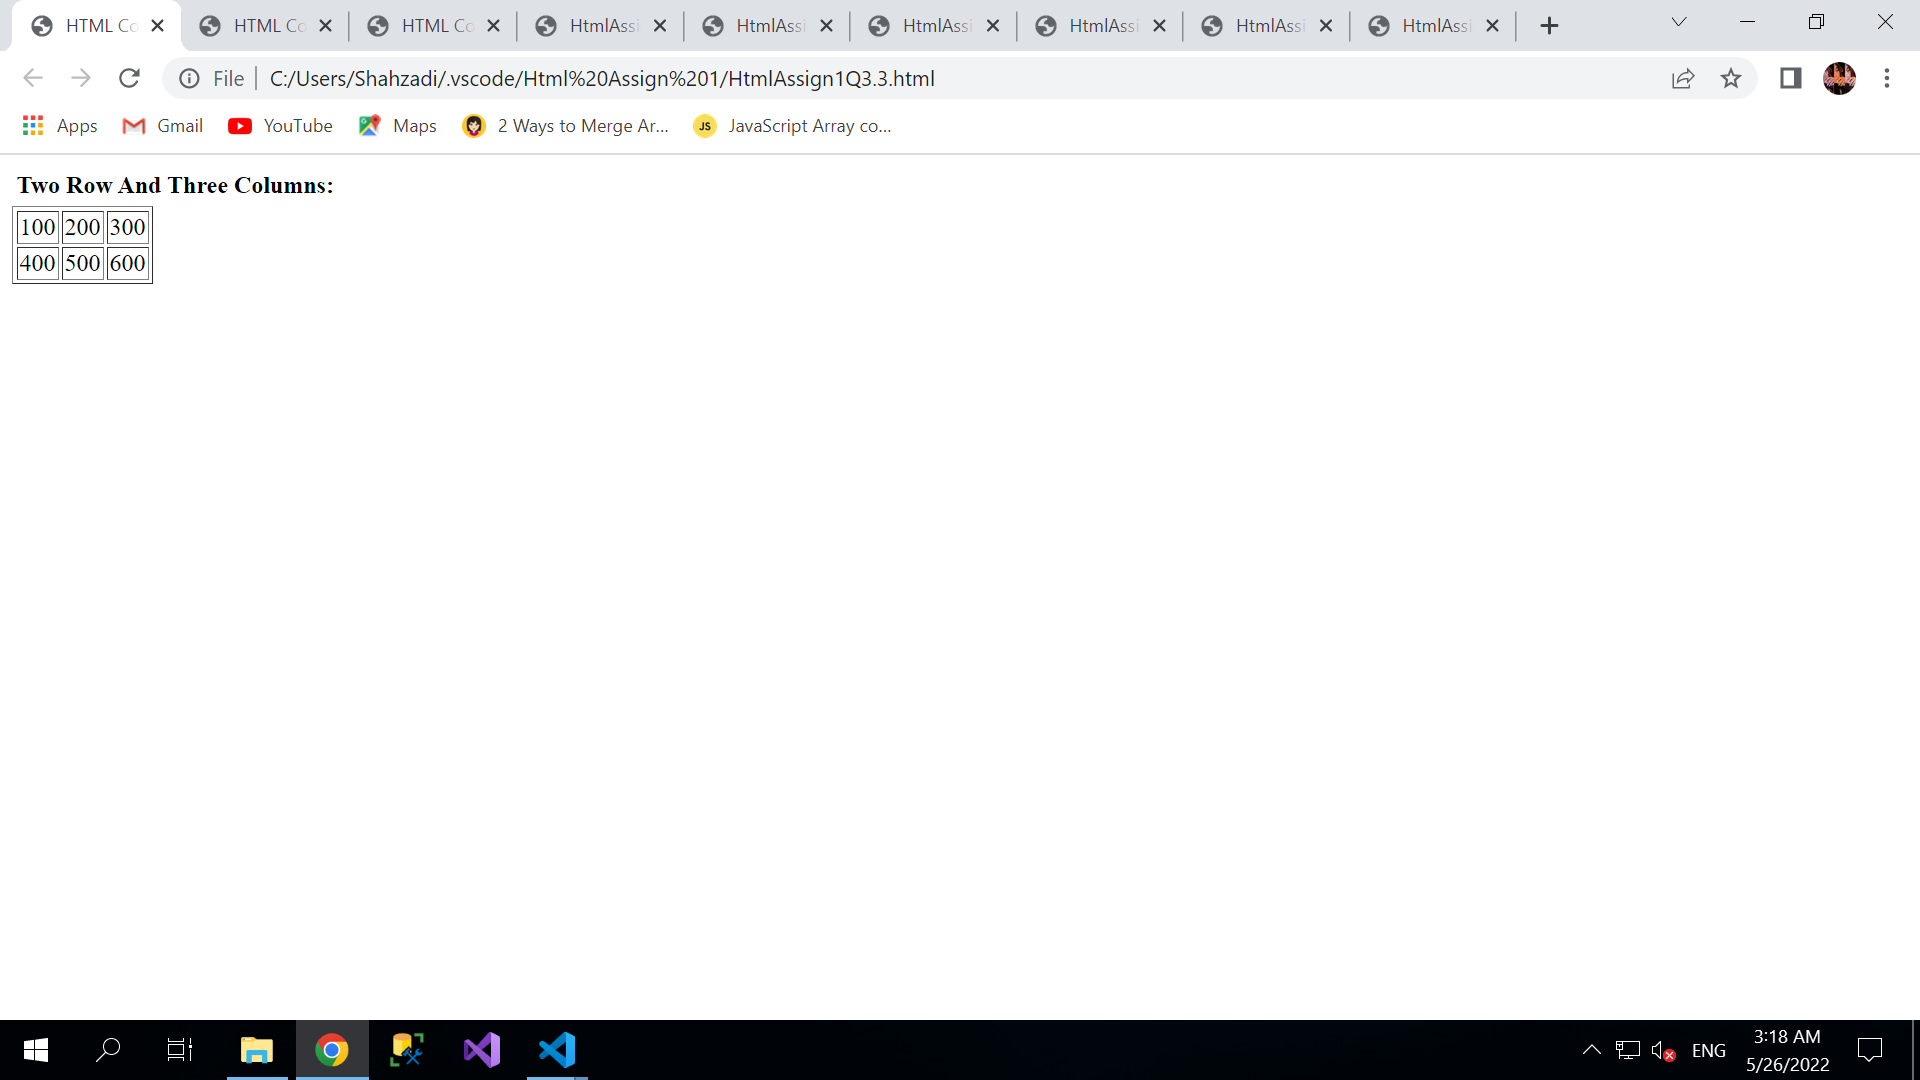 HTML Co HTML Co HTML Co HtmlAssi HtmlAssi HtmlAssi HtmlAssi HtmlAssi HtmlAssi
File C:/Users/Shahzadi/.vscode/Html%20Assign%201/HtmlAssign1Q3.3.html
Apps Gmail YouTube Maps 2 Ways to Merge Ar... JS JavaScript Array co...
Two Row And Three Columns:
100 200 300
400 500 600
ENG 3:18 AM
5/26/2022